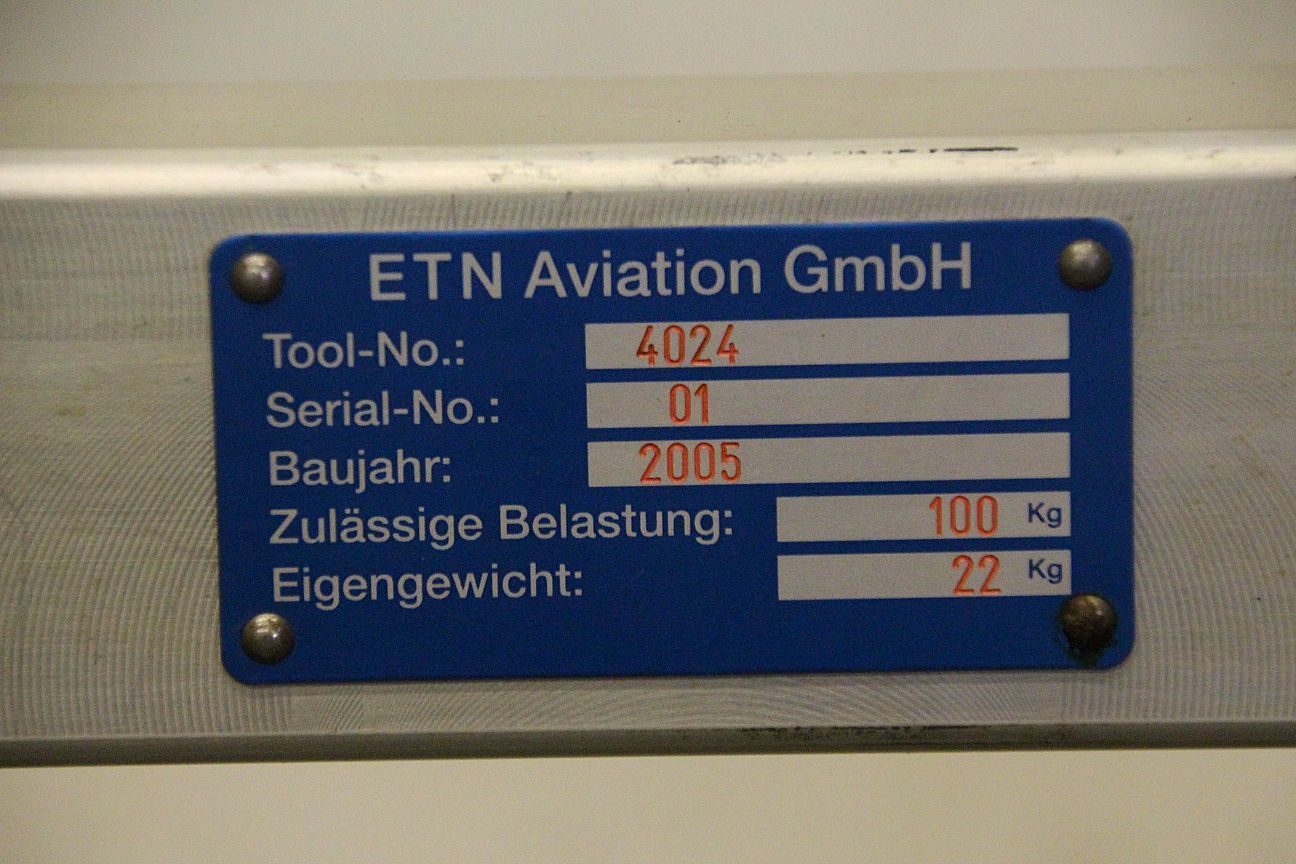 ETN Aviation GmbH
Tool-No.: 4024
Serial-No.: 01
Baujahr: 2005
Zulässige Belastung: 100 Kg
Eigengewicht: 22 Kg